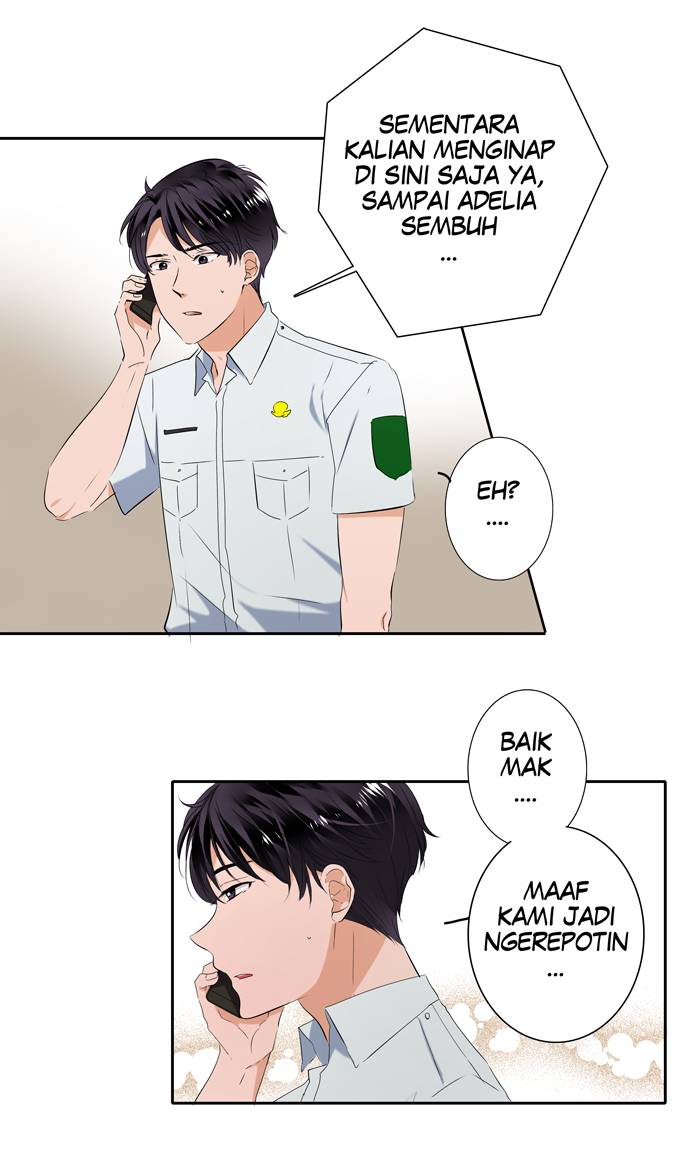 SEMENTARA
KALIAN MENGINAP
DI SINI SAJA YA,
SAMPAI ADELIA
SEMBUH
...
EH?
....
BAIK
MAK
....
MAAF
KAMI JADI
NGEREPOTIN
...